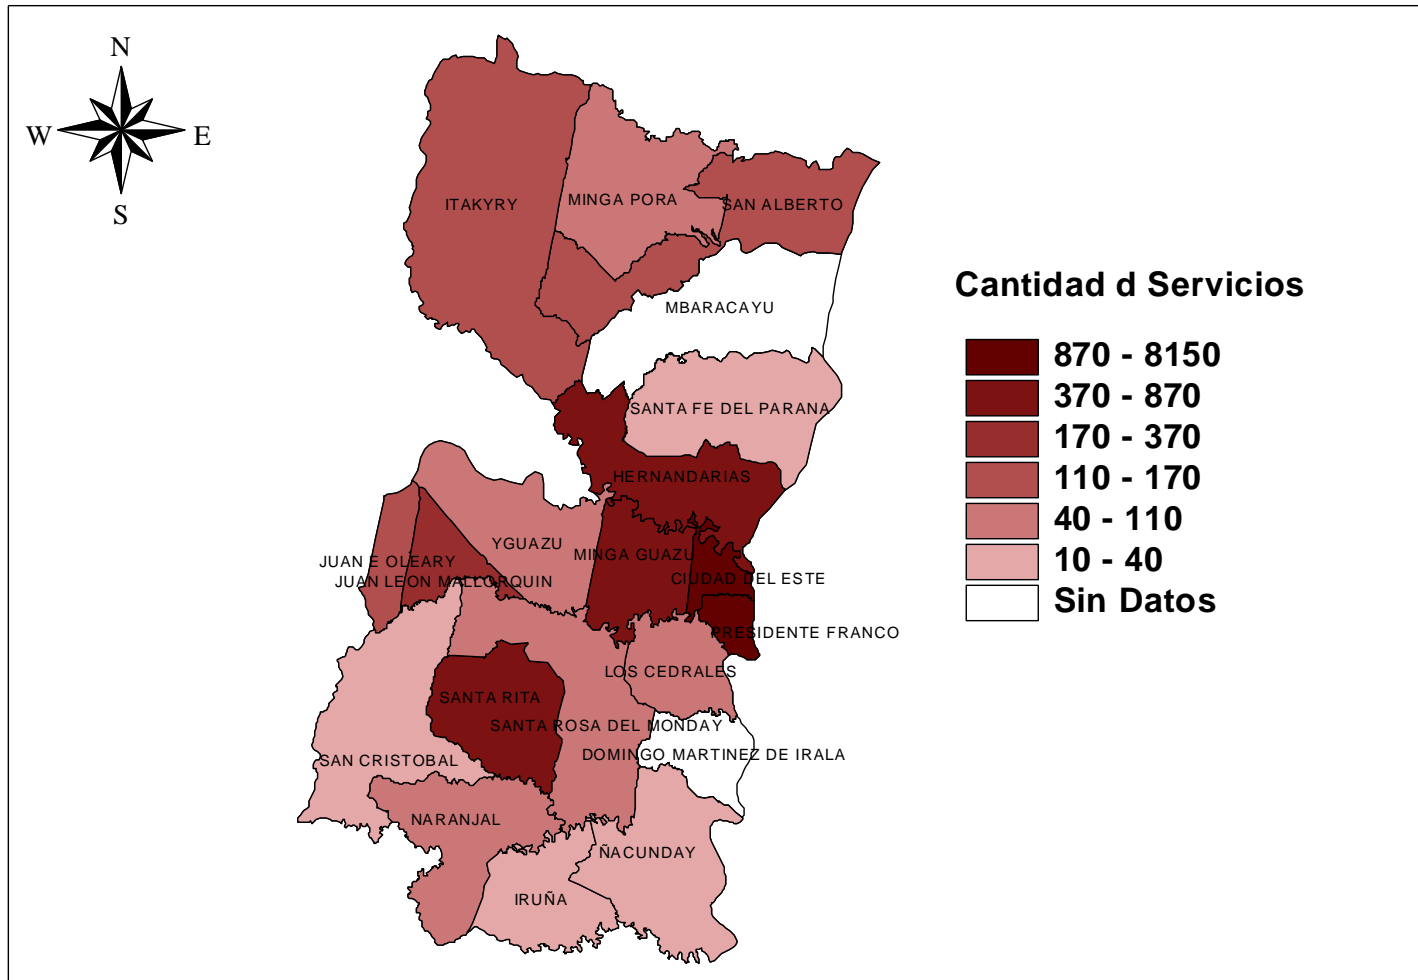 N
W
E
S
ITAKYRY
MINGA PORA
SAN ALBERTO
MBARACAYU
SANTA FE DEL PARANA
HERNANDARIAS
YGUAZU
MINGA GUAZU
JUAN E OLEARY
JUAN LEON MALLORQUIN
CIUDAD DEL ESTE
PRESIDENTE FRANCO
LOS CEDRALES
SANTA RITA
SANTA ROSA DEL MONDAY
DOMINGO MARTINEZ DE IRALA
SAN CRISTOBAL
NARANJAL
ÑACUNDAY
IRUÑA
Cantidad d Servicios
870 - 8150
370 - 870
170 - 370
110 - 170
40 - 110
10 - 40
Sin Datos